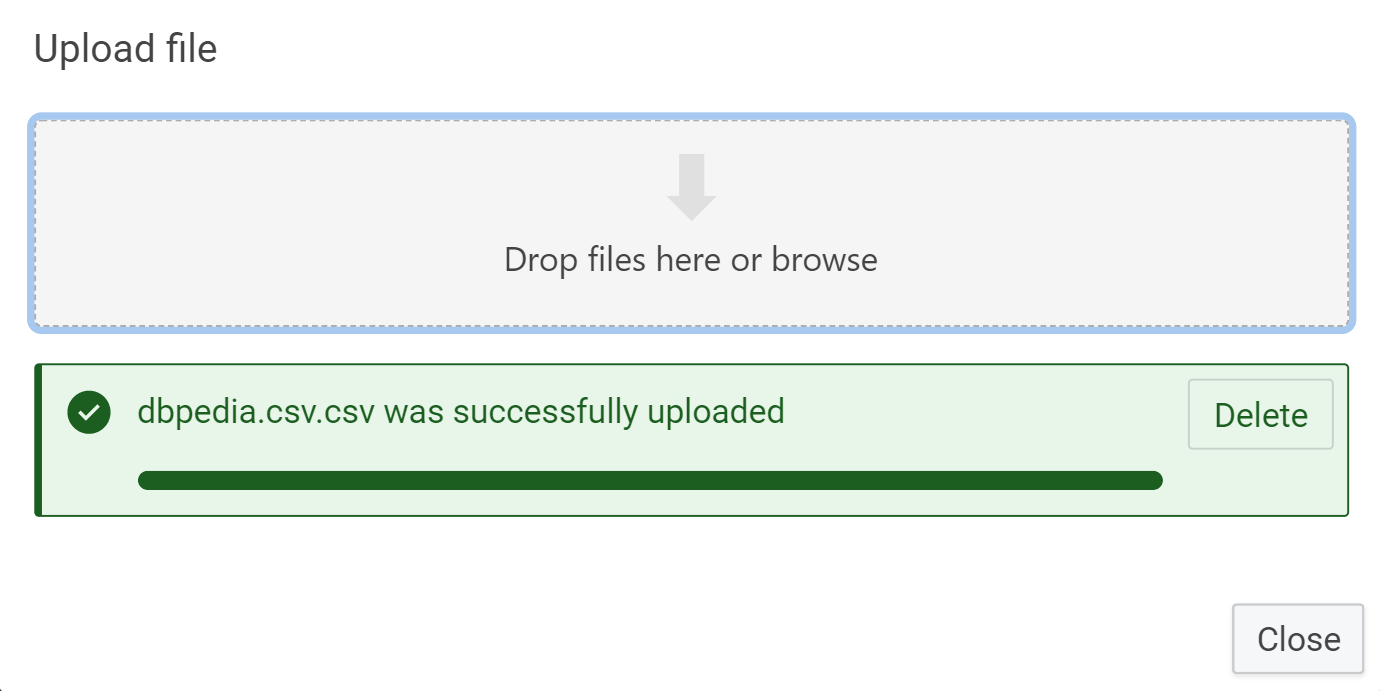 Upload file
Drop files here or browse
dbpedia.csv.csv was successfully uploaded
Delete
Close